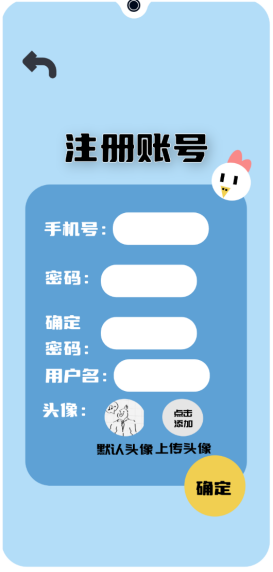 注册账号
手机号：
密码：
确定
密码：
用户名：
头像：
点击
添加
默认头像 上传头像
确定